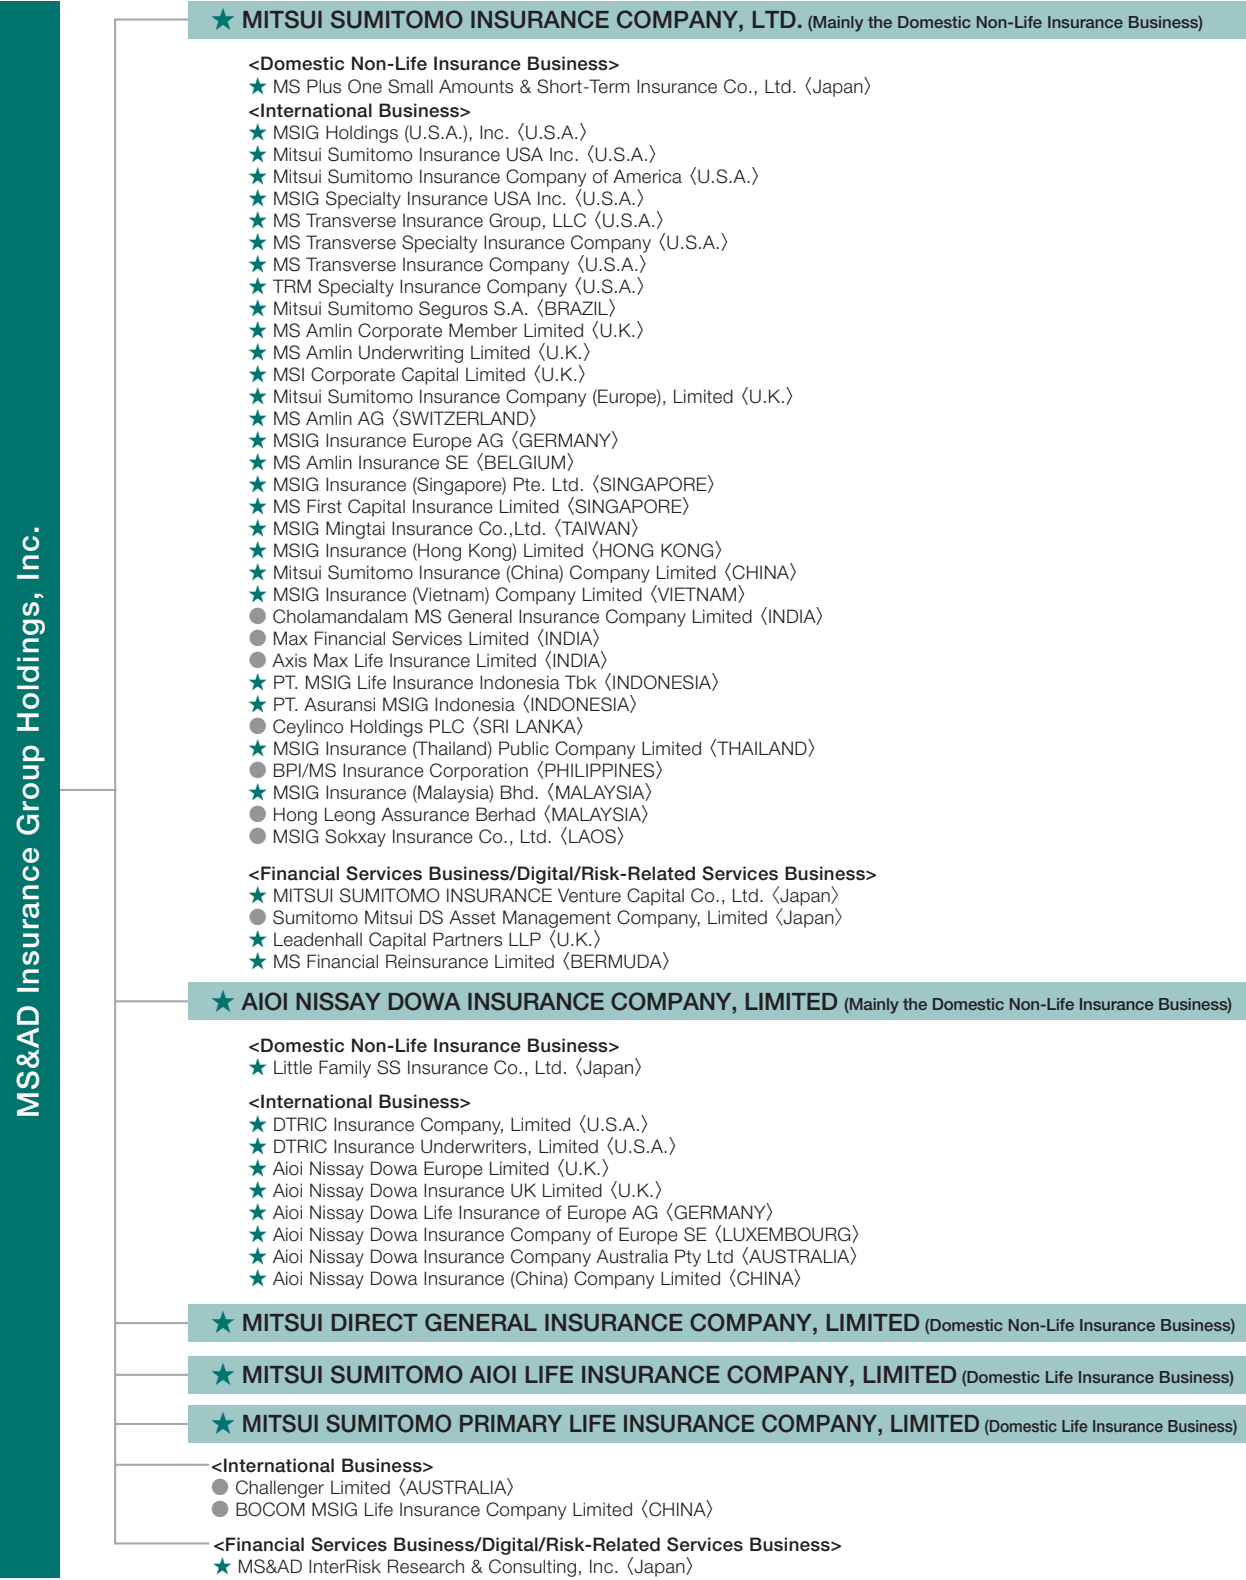 MS&AD Insurance Group Holdings, Inc.
★ MITSUI SUMITOMO INSURANCE COMPANY, LTD. (Mainly the Domestic Non-Life Insurance Business)
<Domestic Non-Life Insurance Business>
★ MS Plus One Small Amounts & Short-Term Insurance Co., Ltd. 〈Japan〉
<International Business>
★ MSIG Holdings (U.S.A.), Inc. 〈U.S.A.〉
★ Mitsui Sumitomo Insurance USA Inc. 〈U.S.A.〉
★ Mitsui Sumitomo Insurance Company of America 〈U.S.A.〉
★ MSIG Specialty Insurance USA Inc. 〈U.S.A.〉
★ MS Transverse Insurance Group, LLC 〈U.S.A.〉
★ MS Transverse Specialty Insurance Company 〈U.S.A.〉
★ MS Transverse Insurance Company 〈U.S.A.〉
★ TRM Specialty Insurance Company 〈U.S.A.〉
★ Mitsui Sumitomo Seguros S.A. 〈BRAZIL〉
★ MS Amlin Corporate Member Limited 〈U.K.〉
★ MS Amlin Underwriting Limited 〈U.K.〉
★ MSI Corporate Capital Limited 〈U.K.〉
★ Mitsui Sumitomo Insurance Company (Europe), Limited 〈U.K.〉
★ MS Amlin AG 〈SWITZERLAND〉
★ MSIG Insurance Europe AG 〈GERMANY〉
★ MS Amlin Insurance SE 〈BELGIUM〉
★ MSIG Insurance (Singapore) Pte. Ltd. 〈SINGAPORE〉
★ MS First Capital Insurance Limited 〈SINGAPORE〉
★ MSIG Mingtai Insurance Co.,Ltd. 〈TAIWAN〉
★ MSIG Insurance (Hong Kong) Limited 〈HONG KONG〉
★ Mitsui Sumitomo Insurance (China) Company Limited 〈CHINA〉
★ MSIG Insurance (Vietnam) Company Limited 〈VIETNAM〉
● Cholamandalam MS General Insurance Company Limited 〈INDIA〉
● Max Financial Services Limited 〈INDIA〉
● Axis Max Life Insurance Limited 〈INDIA〉
★ PT. MSIG Life Insurance Indonesia Tbk 〈INDONESIA〉
★ PT. Asuransi MSIG Indonesia 〈INDONESIA〉
● Ceylinco Holdings PLC 〈SRI LANKA〉
★ MSIG Insurance (Thailand) Public Company Limited 〈THAILAND〉
● BPI/MS Insurance Corporation 〈PHILIPPINES〉
★ MSIG Insurance (Malaysia) Bhd. 〈MALAYSIA〉
● Hong Leong Assurance Berhad 〈MALAYSIA〉
● MSIG Sokxay Insurance Co., Ltd. 〈LAOS〉
<Financial Services Business/Digital/Risk-Related Services Business>
★ MITSUI SUMITOMO INSURANCE Venture Capital Co., Ltd. 〈Japan〉
● Sumitomo Mitsui DS Asset Management Company, Limited 〈Japan〉
★ Leadenhall Capital Partners LLP 〈U.K.〉
★ MS Financial Reinsurance Limited 〈BERMUDA〉
★ AIOI NISSAY DOWA INSURANCE COMPANY, LIMITED (Mainly the Domestic Non-Life Insurance Business)
<Domestic Non-Life Insurance Business>
★ Little Family SS Insurance Co., Ltd. 〈Japan〉
<International Business>
★ DTRIC Insurance Company, Limited 〈U.S.A.〉
★ DTRIC Insurance Underwriters, Limited 〈U.S.A.〉
★ Aioi Nissay Dowa Europe Limited 〈U.K.〉
★ Aioi Nissay Dowa Insurance UK Limited 〈U.K.〉
★ Aioi Nissay Dowa Life Insurance of Europe AG 〈GERMANY〉
★ Aioi Nissay Dowa Insurance Company of Europe SE 〈LUXEMBOURG〉
★ Aioi Nissay Dowa Insurance Company Australia Pty Ltd 〈AUSTRALIA〉
★ Aioi Nissay Dowa Insurance (China) Company Limited 〈CHINA〉
★ MITSUI DIRECT GENERAL INSURANCE COMPANY, LIMITED (Domestic Non-Life Insurance Business)
★ MITSUI SUMITOMO AIOI LIFE INSURANCE COMPANY, LIMITED (Domestic Life Insurance Business)
★ MITSUI SUMITOMO PRIMARY LIFE INSURANCE COMPANY, LIMITED (Domestic Life Insurance Business)
<International Business>
● Challenger Limited 〈AUSTRALIA〉
● BOCOM MSIG Life Insurance Company Limited 〈CHINA〉
<Financial Services Business/Digital/Risk-Related Services Business>
★ MS&AD InterRisk Research & Consulting, Inc. 〈Japan〉